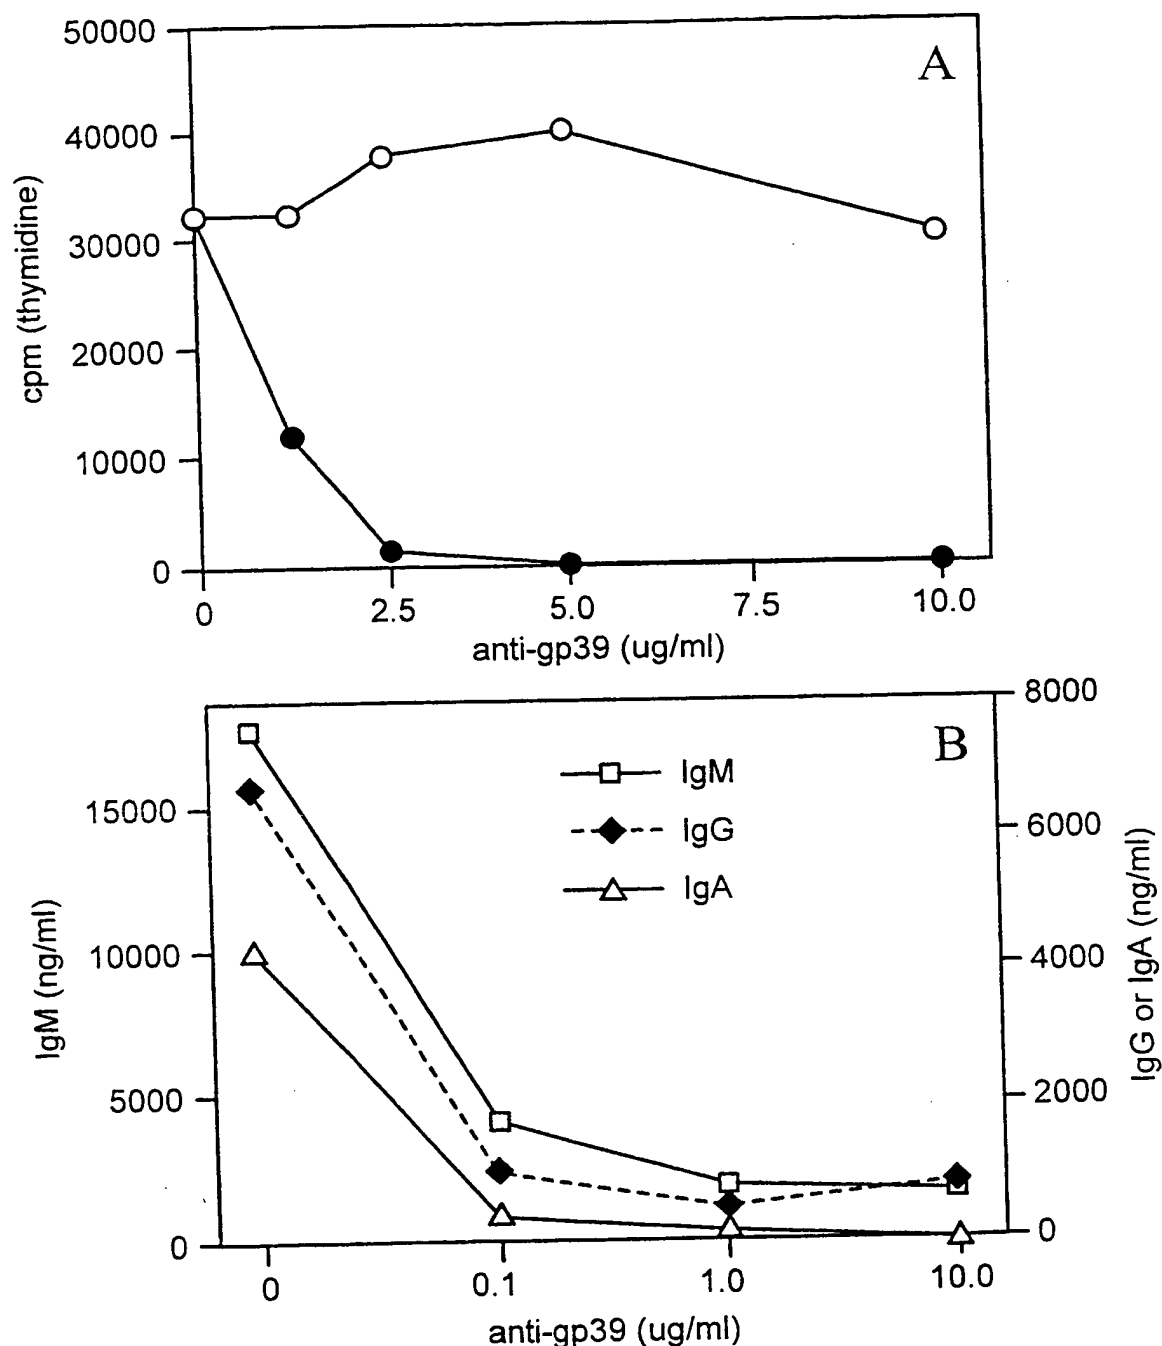 A
50000
40000
30000
20000
10000
0
cpm (thymidine)
0 2.5 5.0 7.5 10.0
anti-gp39 (ug/ml)
B
IgM
IgG
IgA
15000
10000
5000
0
IgM (ng/ml)
8000
6000
4000
2000
0
IgG or IgA (ng/ml)
0 0.1 1.0 10.0
anti-gp39 (ug/ml)